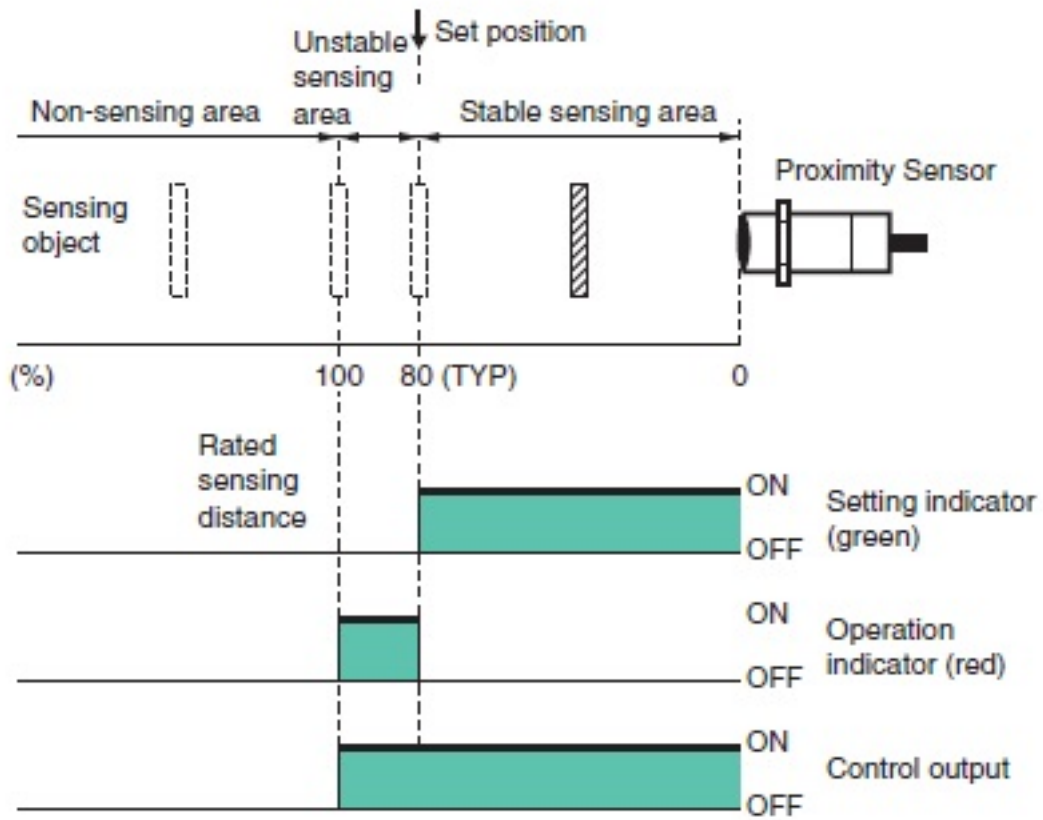 Set position
Unstable
sensing
area
Non-sensing area
Stable sensing area
Proximity Sensor
Sensing
object
(%)
100
80 (TYP)
0
Rated
sensing
distance
ON
OFF
Setting indicator
(green)
ON
OFF
Operation
indicator (red)
ON
OFF
Control output